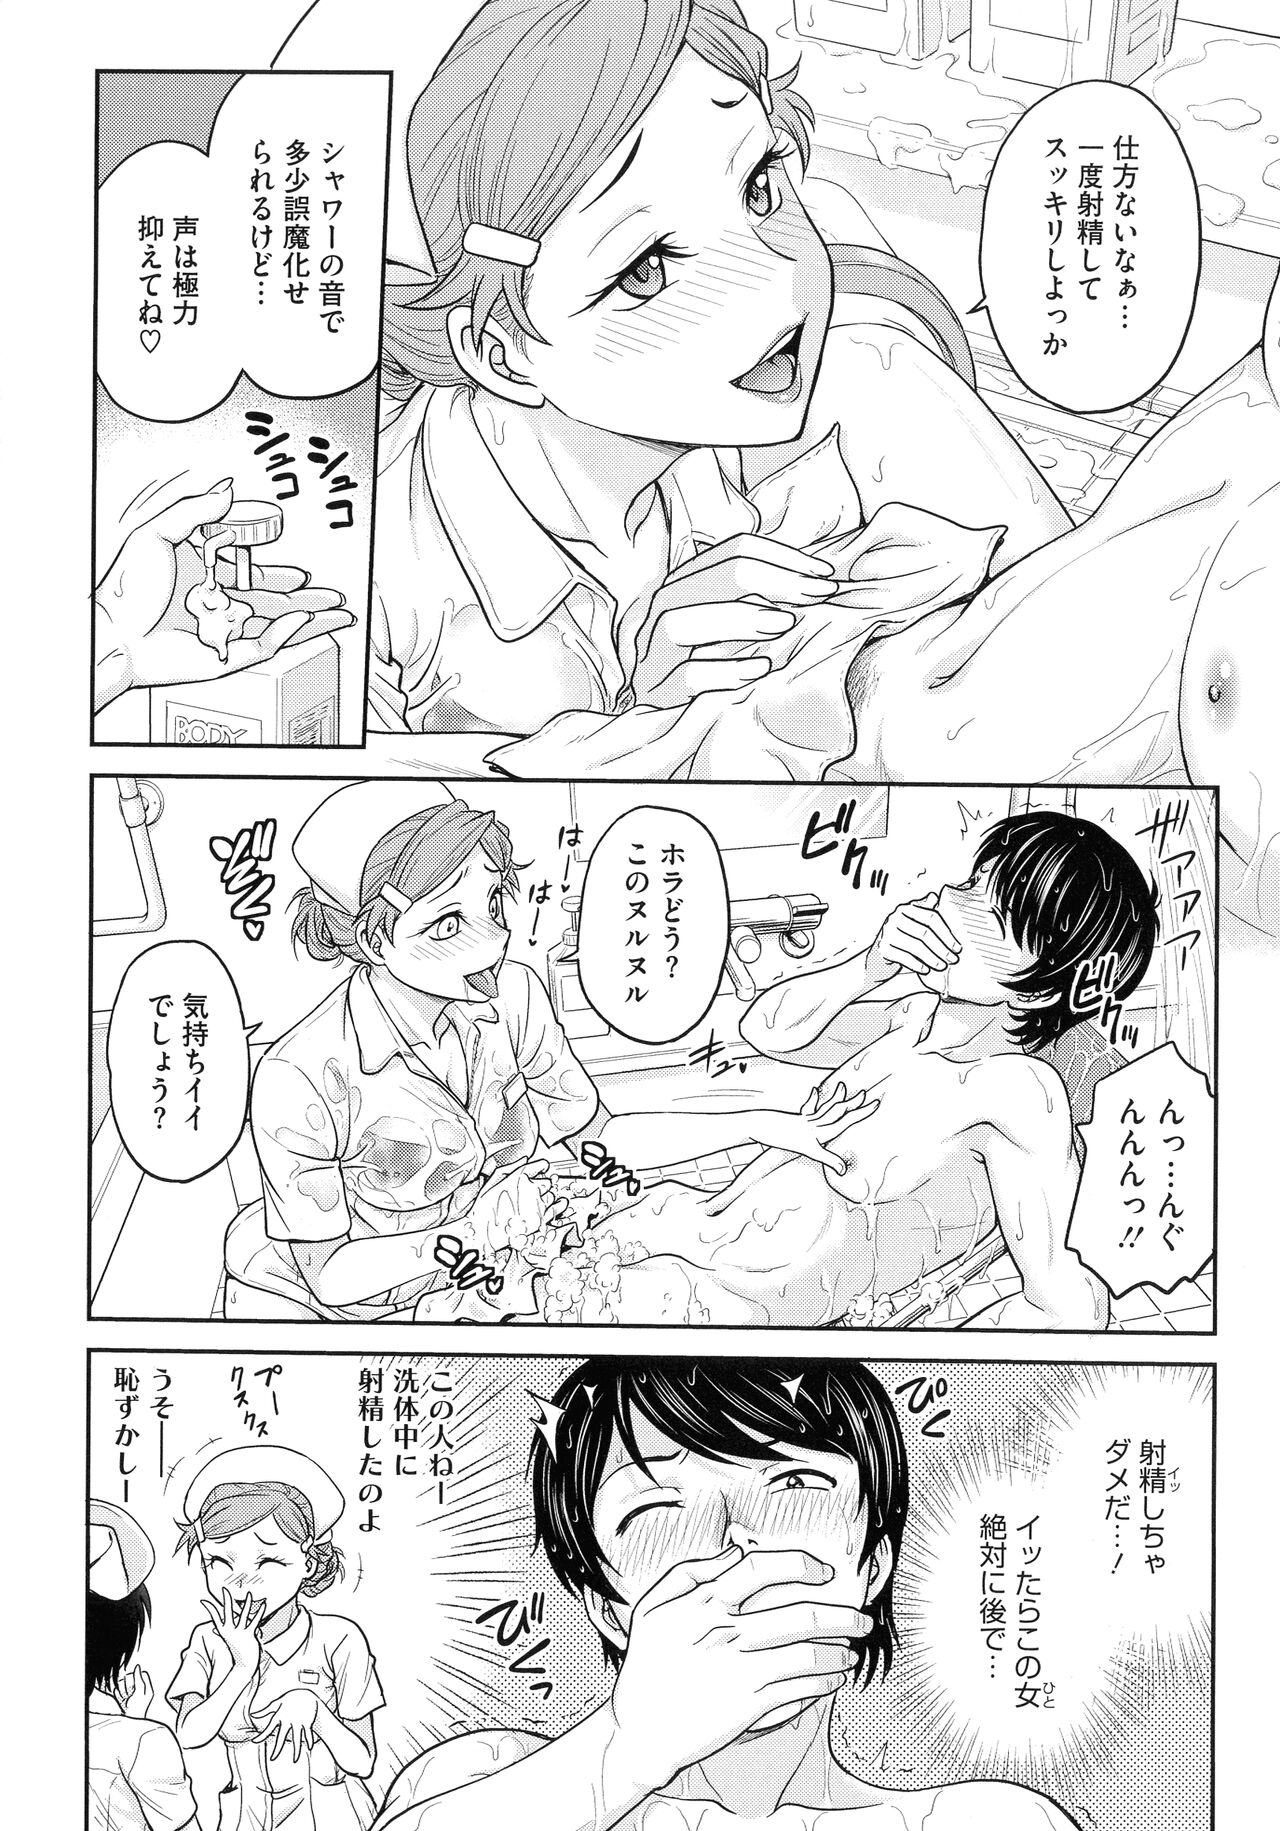 仕方ないなぁ…
一度射精して
スッキリしよっか
シャワーの音で
多少誤魔化せ
られるけど…
声は極力
抑えてね♡
シュコ
シュコ
BODY
ザァァァ
ビクッ
ビクッ
んっ…んぐ
んんんっ!!
ホラどう?
このヌルヌル
はー♡
はー♡
キュッ♡
気持ちイイ
でしょう?
射精しちゃ
イッ
ダメだ…!
イッたらこの女
ひと
絶対に後で…
ぴくっ
この人ねー
洗体中に
射精したのよ
プー
クスクス
うそ――
恥ずかしー